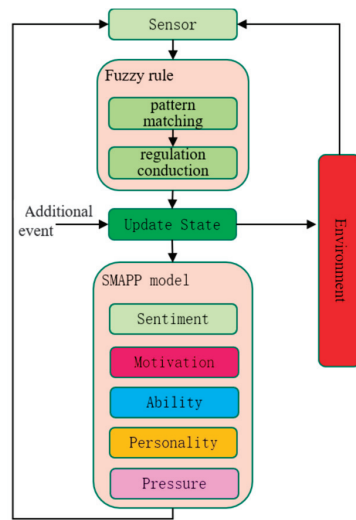 Sensor
Fuzzy rule
pattern
matching
regulation
conduction
Additional
event
Update State
Environment
SMAPP model
Sentiment
Motivation
Ability
Personality
Pressure